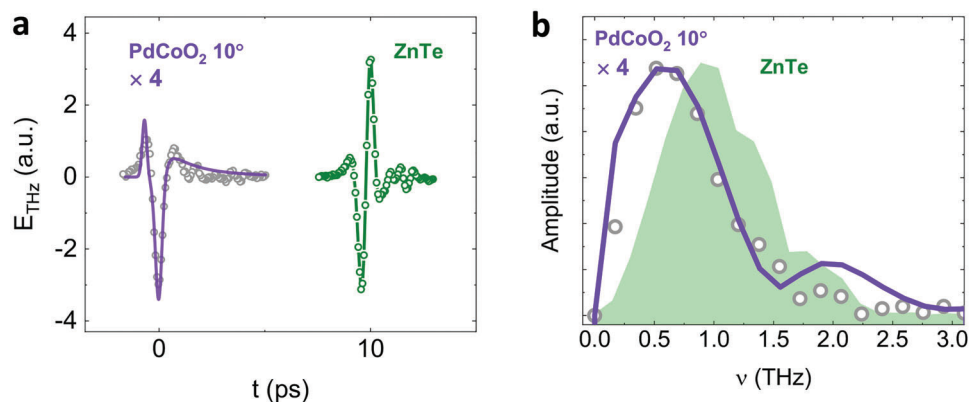 a
PdCoO₂ 10°
× 4
ZnTe
E_THz (a.u.)
4
2
0
-2
-4
0
10
t (ps)
b
PdCoO₂ 10°
× 4
ZnTe
Amplitude (a.u.)
0.0 0.5 1.0 1.5 2.0 2.5 3.0
ν (THz)